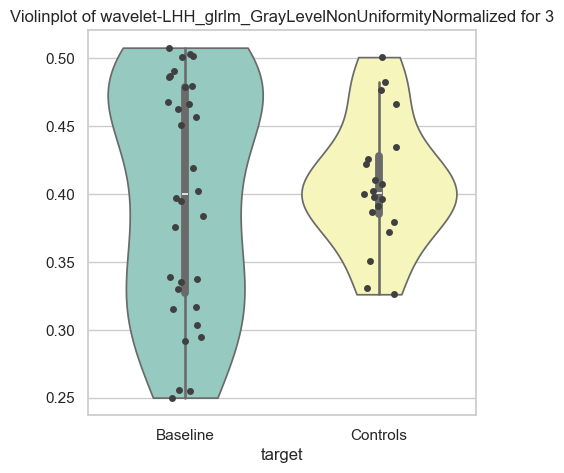 Violinplot of wavelet-LHH_glrlm_GrayLevelNonUniformityNormalized for 3
0.50
0.45
0.40
0.35
0.30
0.25
Baseline Controls
target